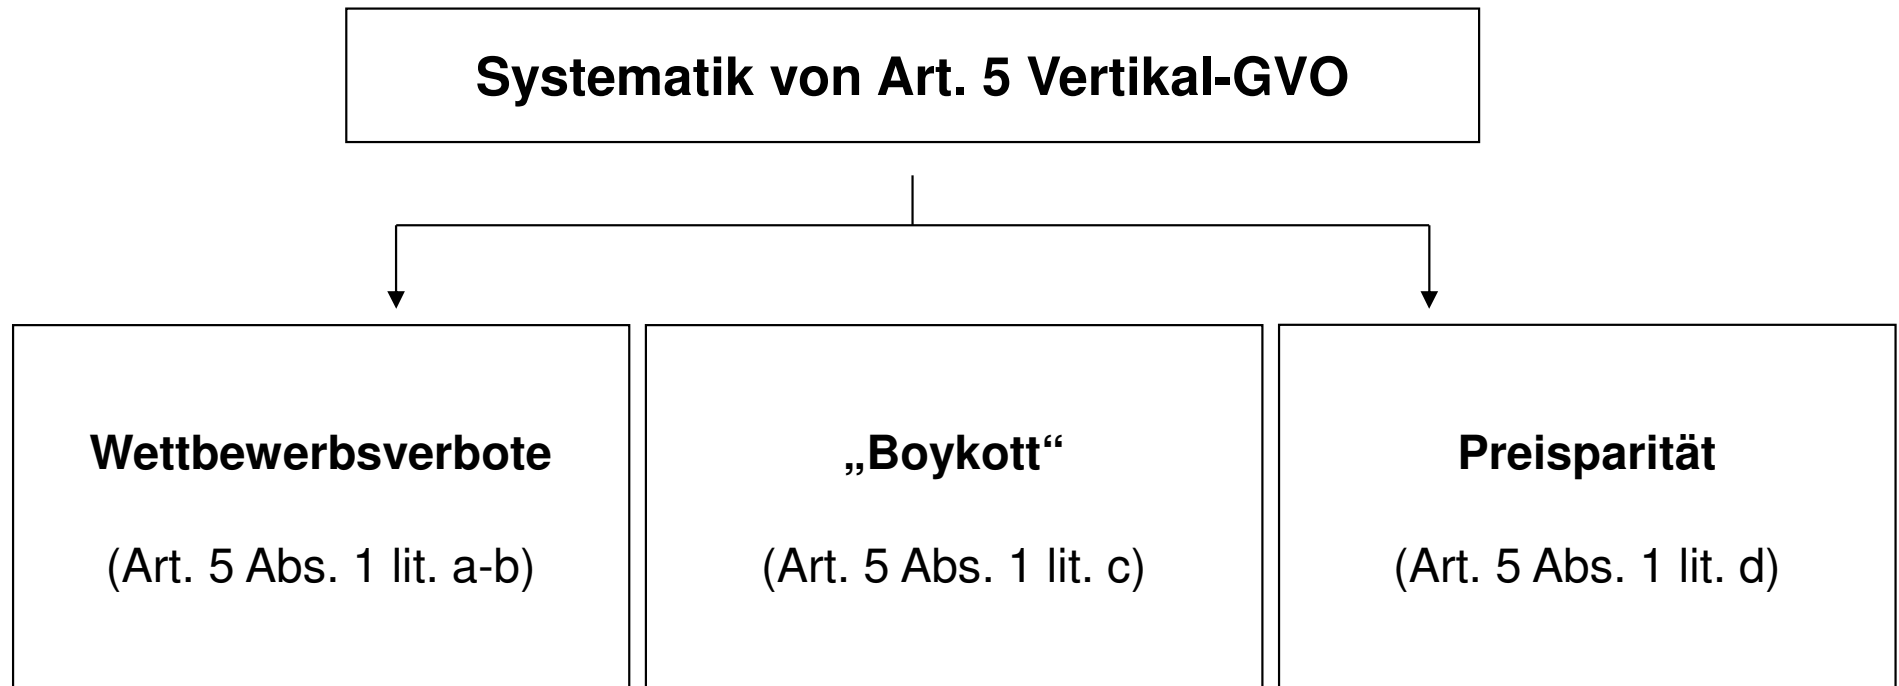 Systematik von Art. 5 Vertikal-GVO
Wettbewerbsverbote
(Art. 5 Abs. 1 lit. a-b)
„Boykott“
(Art. 5 Abs. 1 lit. c)
Preisparität
(Art. 5 Abs. 1 lit. d)